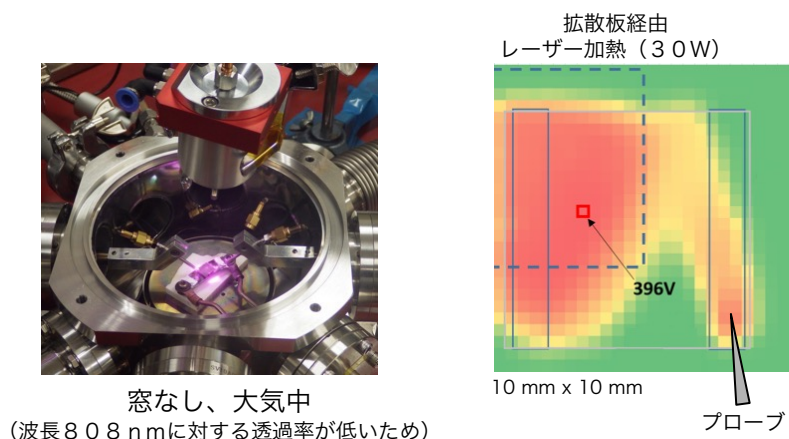 拡散板経由
レーザー加熱（３０W）
396V
10 mm x 10 mm
プローブ
窓なし、大気中
（波長８０８ｎｍに対する透過率が低いため）